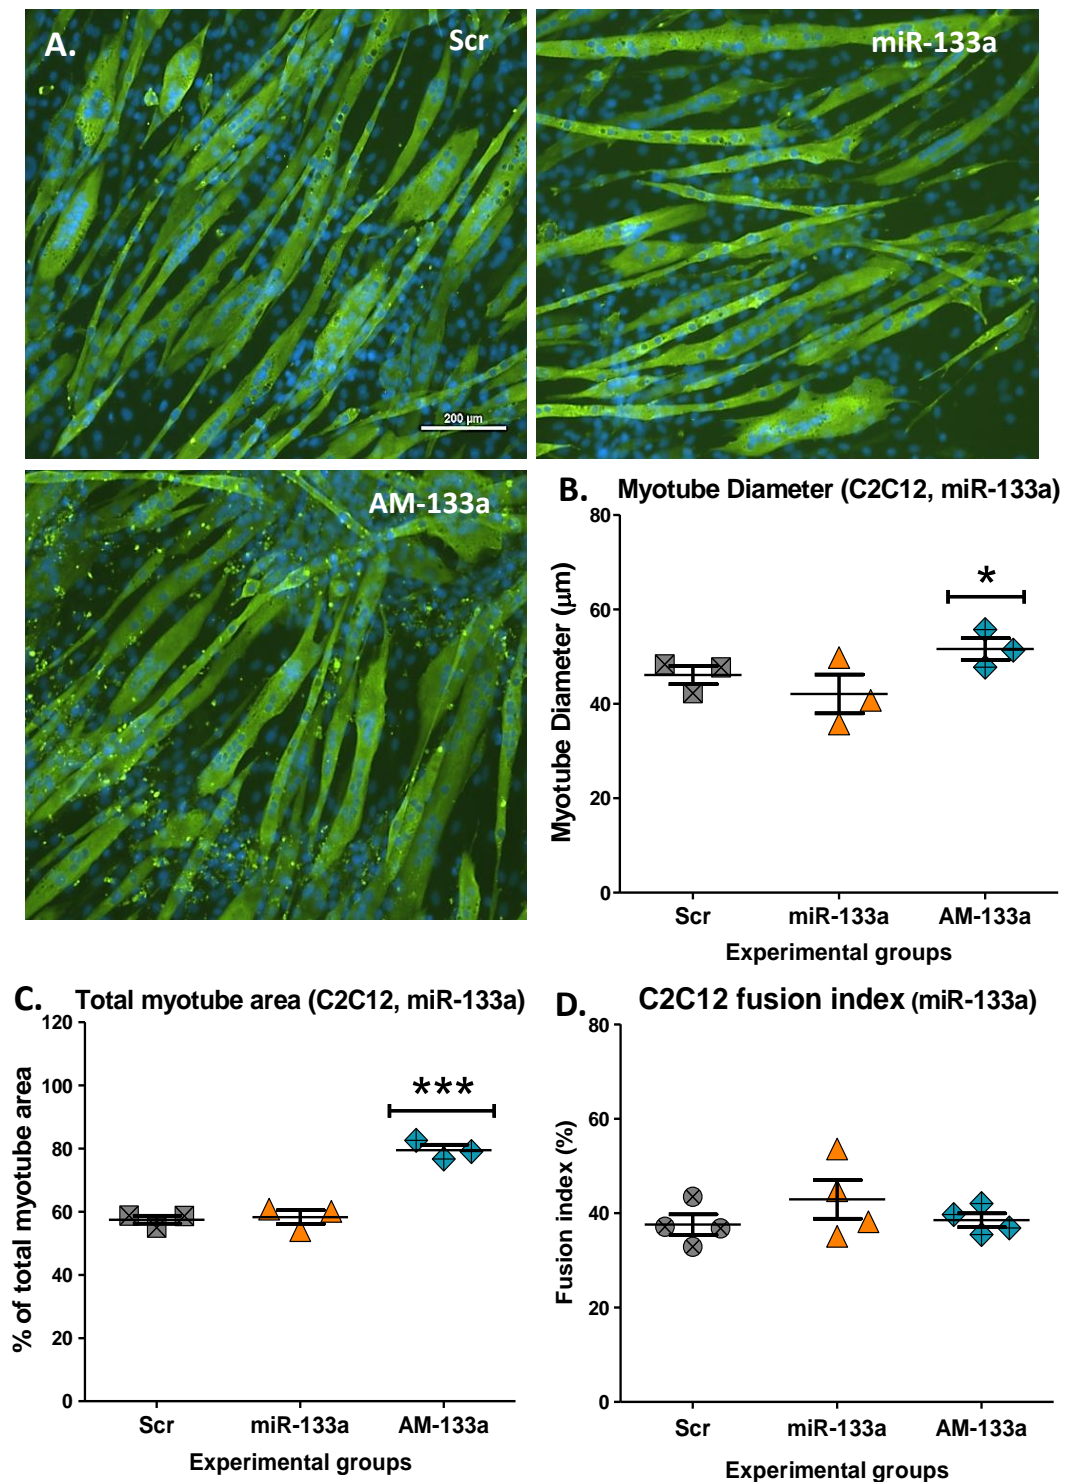 A.
Scr
200 µm
miR-133a
AM-133a
B. Myotube Diameter (C2C12, miR-133a)
Myotube Diameter (µm)
80
60
40
20
0
*
Scr miR-133a AM-133a
Experimental groups
C. Total myotube area (C2C12, miR-133a)
% of total myotube area
120
100
80
60
40
20
0
***
Scr miR-133a AM-133a
Experimental groups
D. C2C12 fusion index (miR-133a)
Fusion index (%)
80
60
40
20
0
Scr miR-133a AM-133a
Experimental groups